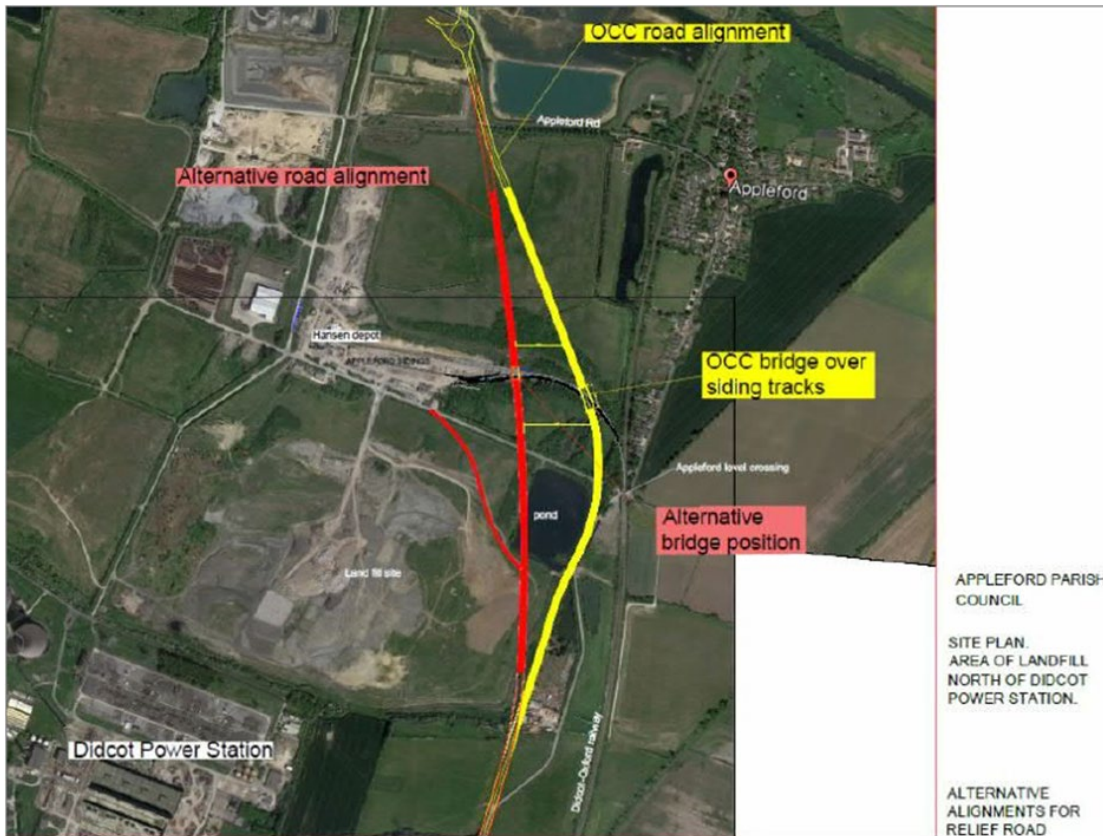 OCC road alignment
Appleford Rd
Alternative road alignment
Appleford
Hansen depot
APPLEFORD SIDINGS
OCC bridge over
siding tracks
Appleford level crossing
pond
Alternative
bridge position
Land fill site
Didcot Power Station
Didcot-Oxford railway
APPLEFORD PARISH
COUNCIL
SITE PLAN.
AREA OF LANDFILL
NORTH OF DIDCOT
POWER STATION.
ALTERNATIVE
ALIGNMENTS FOR
RELIEF ROAD